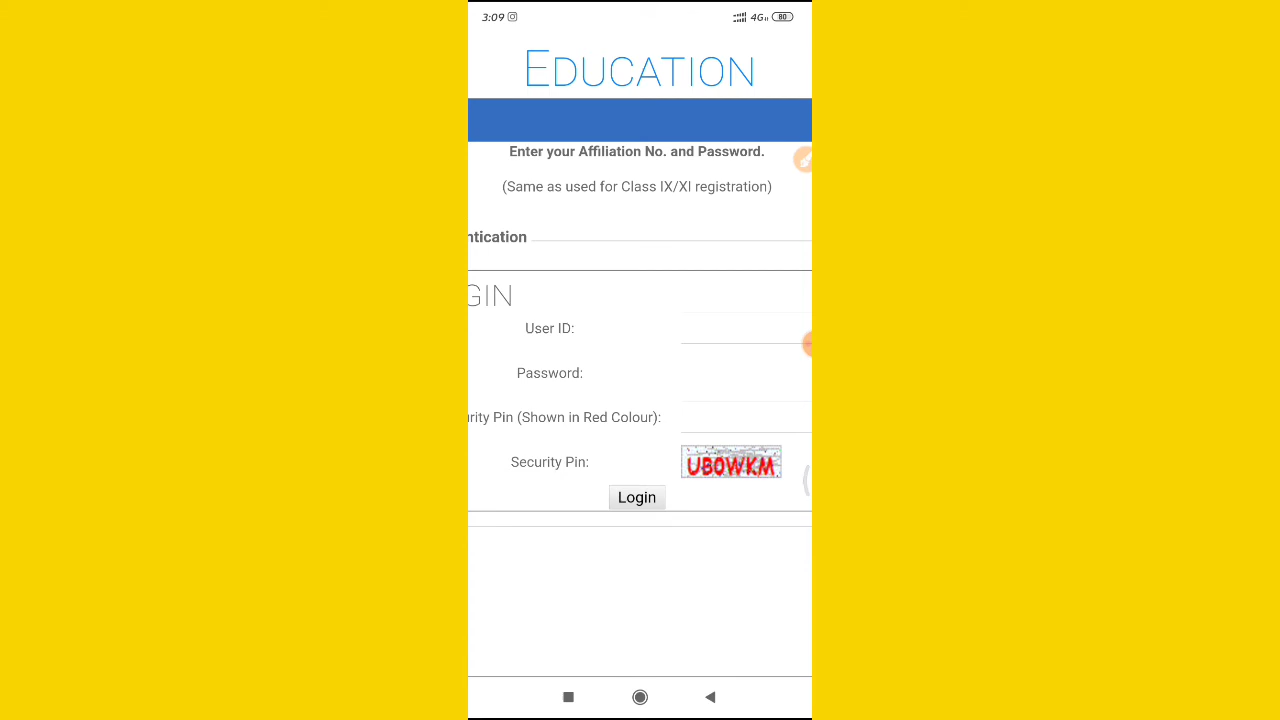 3:09 4G 80
EDUCATION
Enter your Affiliation No. and Password.
(Same as used for Class IX/XI registration)
ntication
GIN
User ID:
Password:
rity Pin (Shown in Red Colour):
Security Pin: UBOWKM
Login